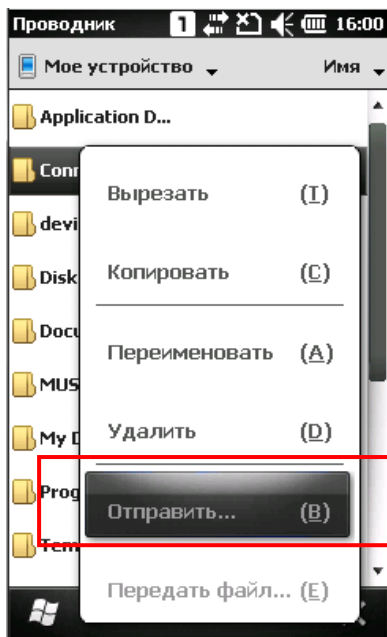 Проводник 1 16:00
Мое устройство Имя
Application D...
Conn
devi
Disk
Docu
MUS
My D
Prog
Tem
Вырезать (T)
Копировать (C)
Переименовать (A)
Удалить (D)
Отправить... (B)
Передать файл... (E)